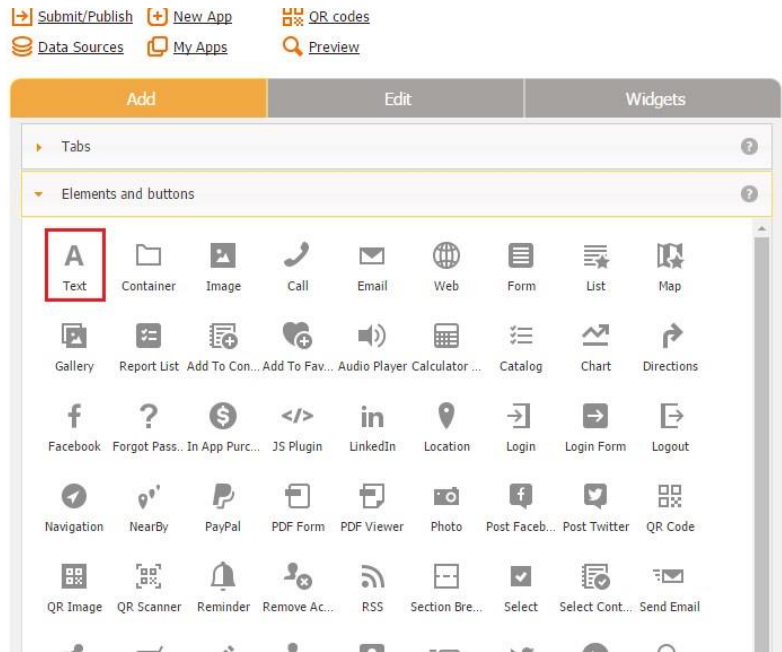 Submit/Publish New App QR codes
Data Sources My Apps Preview
Add Edit Widgets
Tabs ?
Elements and buttons ?
A
Text Container Image Call Email Web Form List Map
Gallery Report List Add To Con... Add To Fav... Audio Player Calculator ... Catalog Chart Directions
f ? $ </> in
Facebook Forgot Pass.. In App Purc... JS Plugin LinkedIn Location Login Login Form Logout
Navigation NearBy PayPal PDF Form PDF Viewer Photo Post Faceb... Post Twitter QR Code
QR Image QR Scanner Reminder Remove Ac... RSS Section Bre... Select Select Cont... Send Email